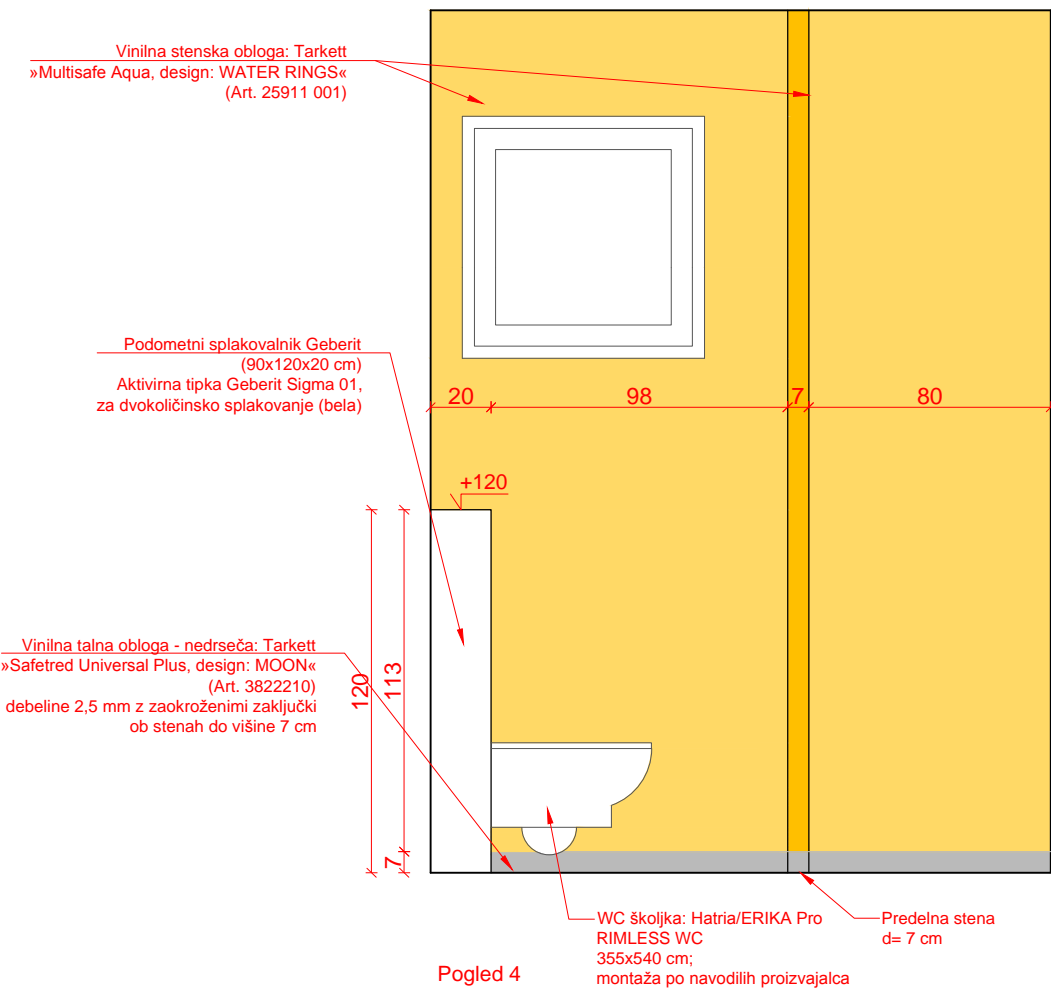 Vinilna stenska obloga: Tarkett
»Multisafe Aqua, design: WATER RINGS«
(Art. 25911 001)
Podometni splakovalnik Geberit
(90x120x20 cm)
Aktivirna tipka Geberit Sigma 01,
za dvokoličinsko splakovanje (bela)
20
98
7
80
+120
Vinilna talna obloga - nedrseča: Tarkett
»Safetred Universal Plus, design: MOON«
(Art. 3822210)
debeline 2,5 mm z zaokroženimi zaključki
ob stenah do višine 7 cm
120
113
7
WC školjka: Hatria/ERIKA Pro
RIMLESS WC
355x540 cm;
montaža po navodilih proizvajalca
Predelna stena
d= 7 cm
Pogled 4